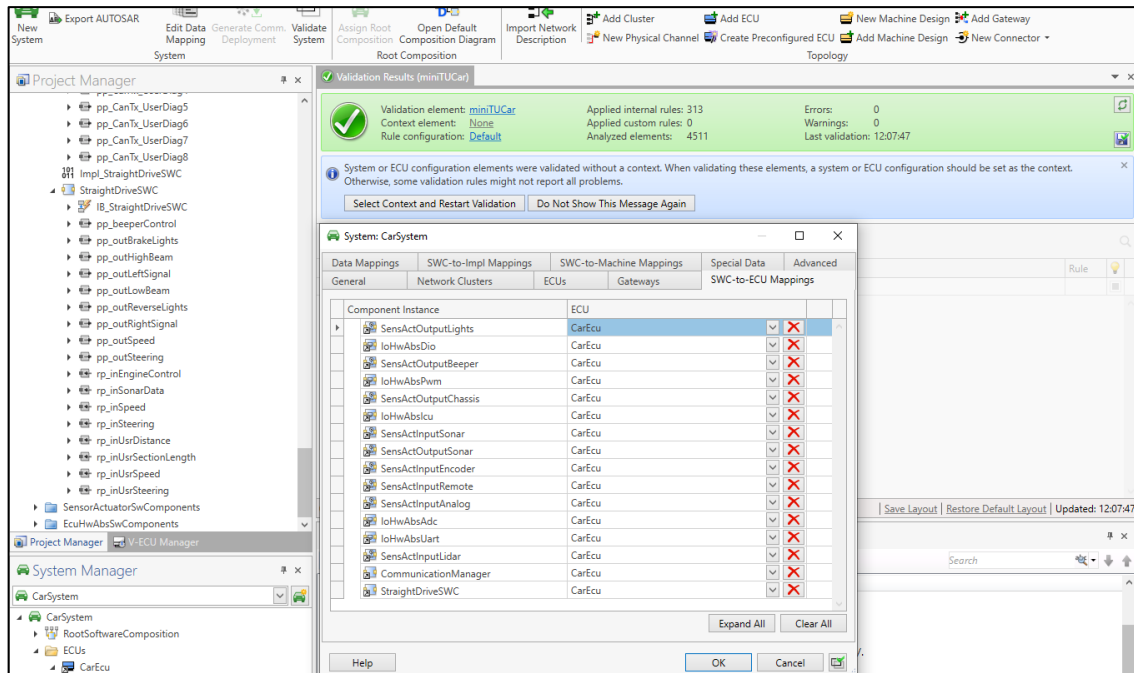 New System
Export AUTOSAR
Edit Data Mapping
Generate Comm. Deployment
Validate System
System
Assign Root Composition
Open Default Composition Diagram
Root Composition
Import Network Description
Add Cluster
Add ECU
New Machine Design
Add Gateway
New Physical Channel
Create Preconfigured ECU
Add Machine Design
New Connector
Topology
Project Manager
pp_CanTx_UserDiag5
pp_CanTx_UserDiag6
pp_CanTx_UserDiag7
pp_CanTx_UserDiag8
Impl_StraightDriveSWC
StraightDriveSWC
IB_StraightDriveSWC
pp_beeperControl
pp_outBrakeLights
pp_outHighBeam
pp_outLeftSignal
pp_outLowBeam
pp_outReverseLights
pp_outRightSignal
pp_outSpeed
pp_outSteering
rp_inEngineControl
rp_inSonarData
rp_inSpeed
rp_inSteering
rp_inUsrDistance
rp_inUsrSectionLength
rp_inUsrSpeed
rp_inUsrSteering
SensorActuatorSwComponents
EcuHwAbsSwComponents
Project Manager V-ECU Manager
System Manager
CarSystem
CarSystem
RootSoftwareComposition
ECUs
CarEcu
Validation Results (miniTUCar)
Validation element: miniTUCar Applied internal rules: 313 Errors: 0
Context element: None Applied custom rules: 0 Warnings: 0
Rule configuration: Default Analyzed elements: 4511 Last validation: 12:07:47
System or ECU configuration elements were validated without a context. When validating these elements, a system or ECU configuration should be set as the context.
Otherwise, some validation rules might not report all problems.
Select Context and Restart Validation Do Not Show This Message Again
Rule
System: CarSystem
Data Mappings SWC-to-Impl Mappings SWC-to-Machine Mappings Special Data Advanced
General Network Clusters ECUs Gateways SWC-to-ECU Mappings
Component Instance ECU
SensActOutputLights CarEcu
IoHwAbsDio CarEcu
SensActOutputBeeper CarEcu
IoHwAbsPwm CarEcu
SensActOutputChassis CarEcu
IoHwAbsIcu CarEcu
SensActInputSonar CarEcu
SensActOutputSonar CarEcu
SensActInputEncoder CarEcu
SensActInputRemote CarEcu
SensActInputAnalog CarEcu
IoHwAbsAdc CarEcu
IoHwAbsUart CarEcu
SensActInputLidar CarEcu
CommunicationManager CarEcu
StraightDriveSWC CarEcu
Expand All Clear All
Help OK Cancel
Save Layout Restore Default Layout Updated: 12:07:47
Search